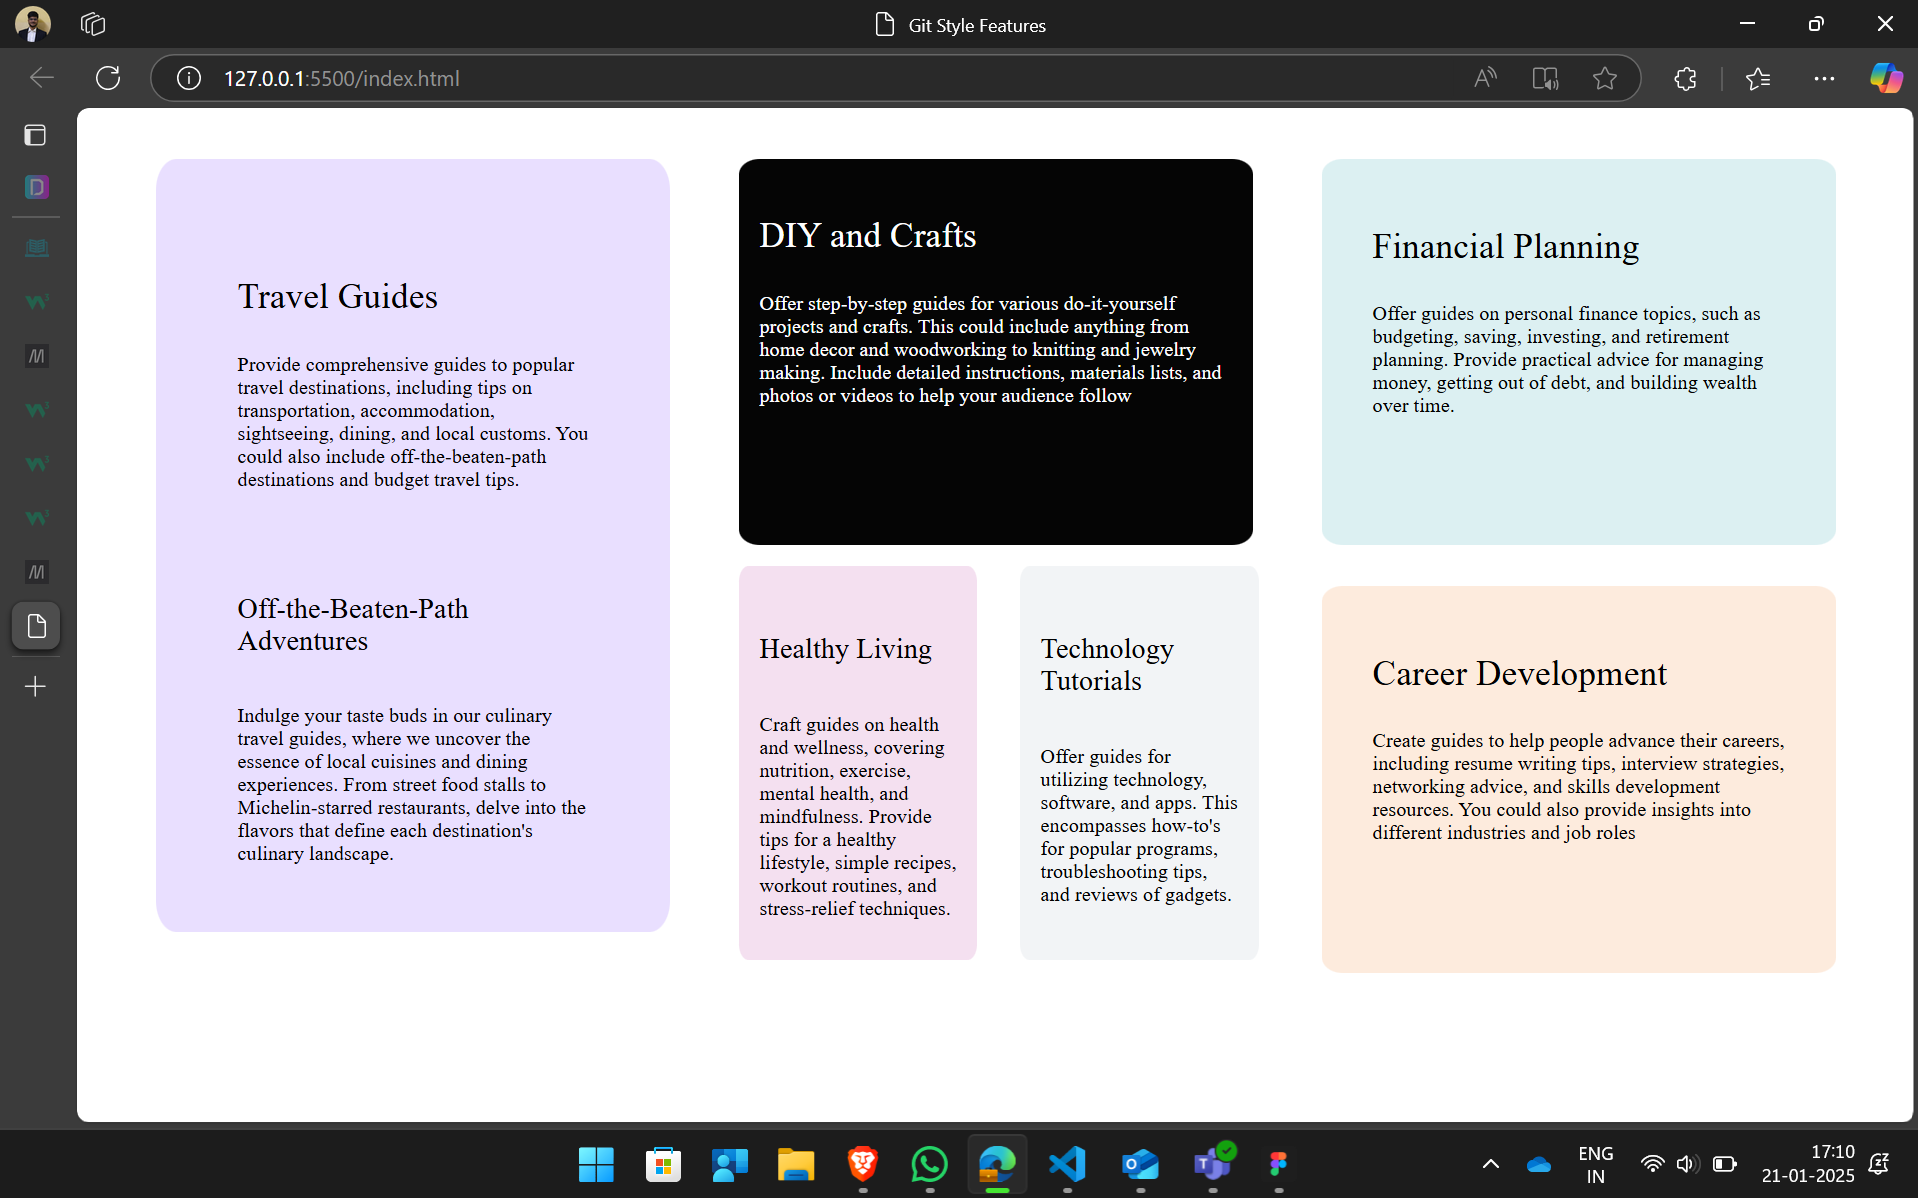 Git Style Features
127.0.0.1:5500/index.html
Travel Guides
Provide comprehensive guides to popular
travel destinations, including tips on
transportation, accommodation,
sightseeing, dining, and local customs. You
could also include off-the-beaten-path
destinations and budget travel tips.
Off-the-Beaten-Path
Adventures
Indulge your taste buds in our culinary
travel guides, where we uncover the
essence of local cuisines and dining
experiences. From street food stalls to
Michelin-starred restaurants, delve into the
flavors that define each destination's
culinary landscape.
DIY and Crafts
Offer step-by-step guides for various do-it-yourself
projects and crafts. This could include anything from
home decor and woodworking to knitting and jewelry
making. Include detailed instructions, materials lists, and
photos or videos to help your audience follow
Healthy Living
Craft guides on health
and wellness, covering
nutrition, exercise,
mental health, and
mindfulness. Provide
tips for a healthy
lifestyle, simple recipes,
workout routines, and
stress-relief techniques.
Technology
Tutorials
Offer guides for
utilizing technology,
software, and apps. This
encompasses how-to's
for popular programs,
troubleshooting tips,
and reviews of gadgets.
Financial Planning
Offer guides on personal finance topics, such as
budgeting, saving, investing, and retirement
planning. Provide practical advice for managing
money, getting out of debt, and building wealth
over time.
Career Development
Create guides to help people advance their careers,
including resume writing tips, interview strategies,
networking advice, and skills development
resources. You could also provide insights into
different industries and job roles
ENG
IN
17:10
21-01-2025